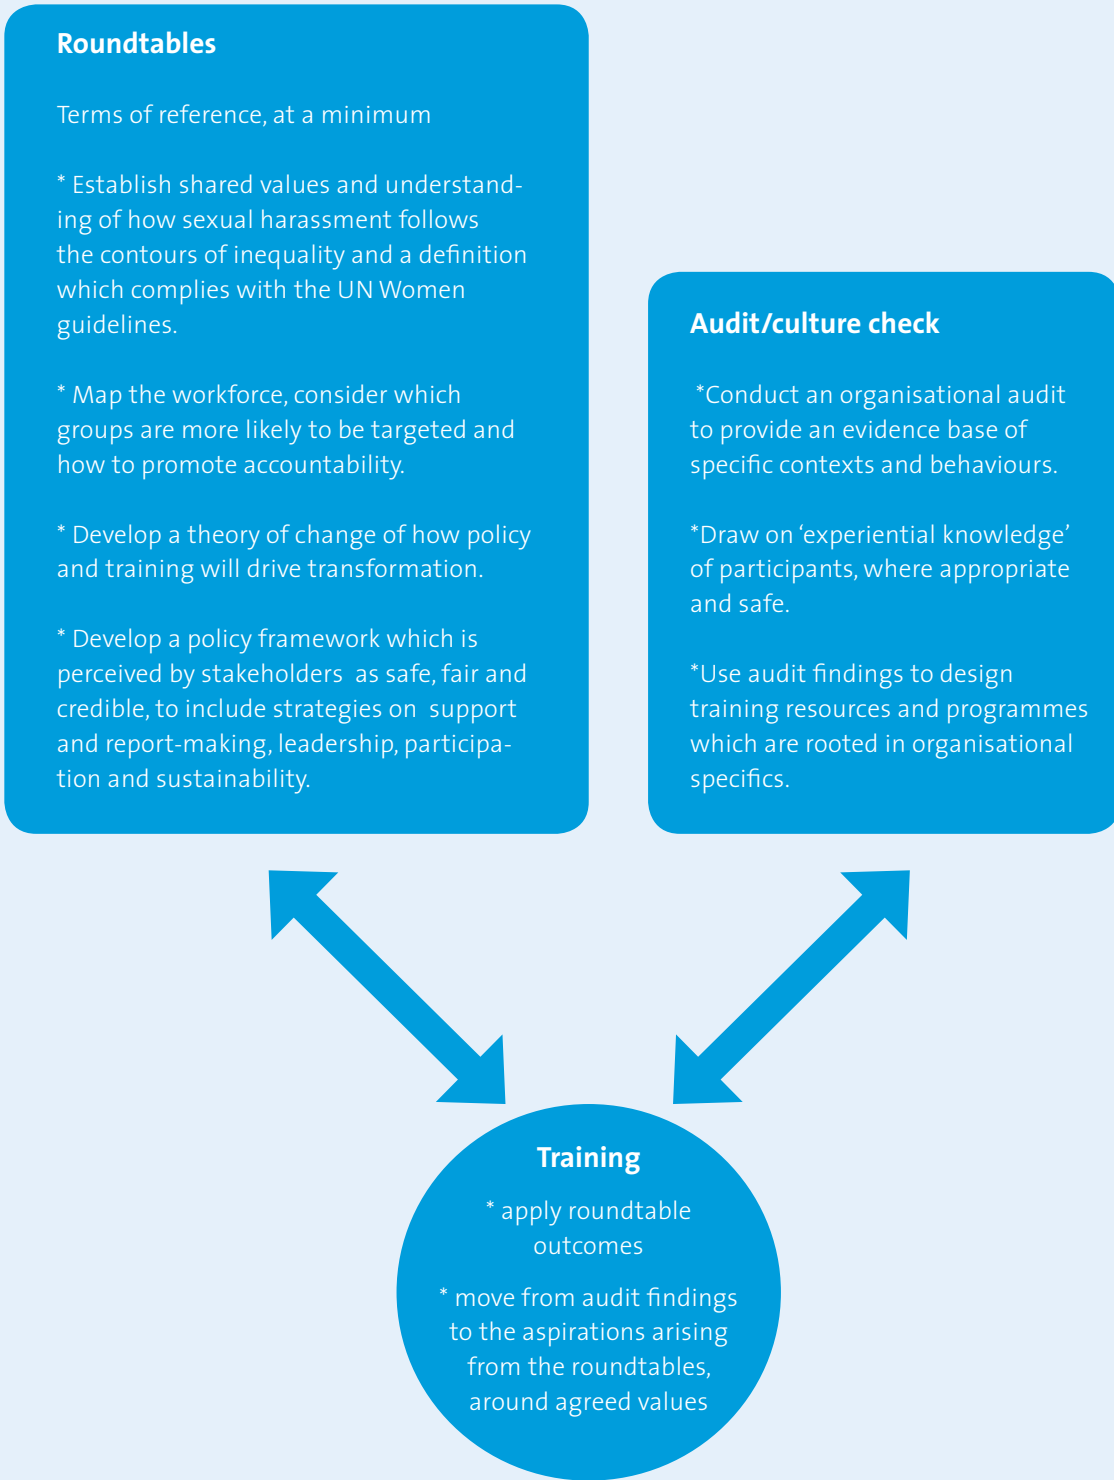 Roundtables
Terms of reference, at a minimum
* Establish shared values and understand-
ing of how sexual harassment follows
the contours of inequality and a definition
which complies with the UN Women
guidelines.
* Map the workforce, consider which
groups are more likely to be targeted and
how to promote accountability.
* Develop a theory of change of how policy
and training will drive transformation.
* Develop a policy framework which is
perceived by stakeholders  as safe, fair and
credible, to include strategies on  support
and report-making, leadership, participa-
tion and sustainability.
Audit/culture check
*Conduct an organisational audit
to provide an evidence base of
specific contexts and behaviours.
*Draw on ‘experiential knowledge’
of participants, where appropriate
and safe.
*Use audit findings to design
training resources and programmes
which are rooted in organisational
specifics.
Training
* apply roundtable
outcomes
* move from audit findings
to the aspirations arising
from the roundtables,
around agreed values